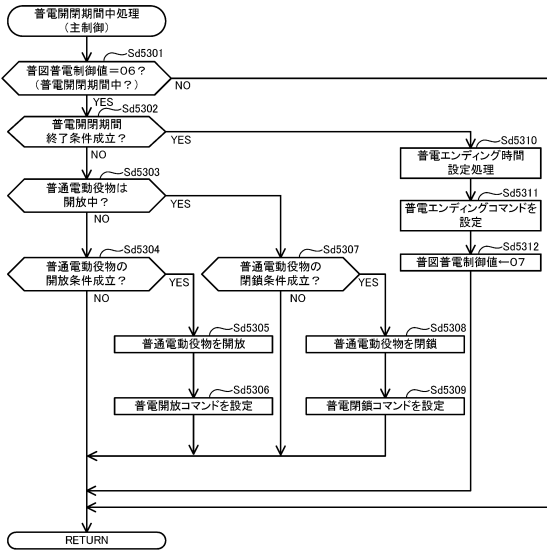 普電開閉期間中処理
（主制御）
Sd5301
普図普電制御値＝０６？
（普電開閉期間中？）
NO
YES
Sd5302
普電開閉期間
終了条件成立？
YES
NO
Sd5310
普電エンディング時間
設定処理
Sd5303
普通電動役物は
開放中？
YES
NO
Sd5311
普電エンディングコマンドを
設定
Sd5304
普通電動役物の
開放条件成立？
YES
NO
Sd5307
普通電動役物の
閉鎖条件成立？
YES
NO
Sd5312
普図普電制御値←０７
Sd5305
普通電動役物を開放
Sd5308
普通電動役物を閉鎖
Sd5306
普電開放コマンドを設定
Sd5309
普電閉鎖コマンドを設定
RETURN